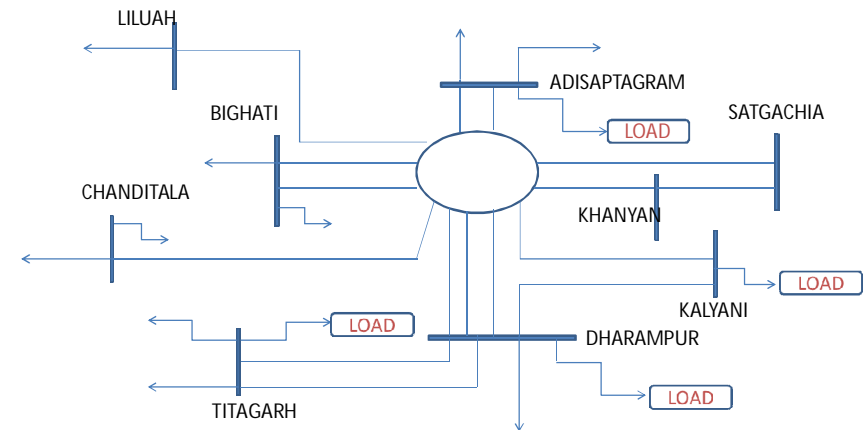 LILUAH
ADISAPTAGRAM
BIGHATI
SATGACHIA
LOAD
CHANDITALA
KHANYAN
LOAD
KALYANI
LOAD
DHARAMPUR
LOAD
TITAGARH